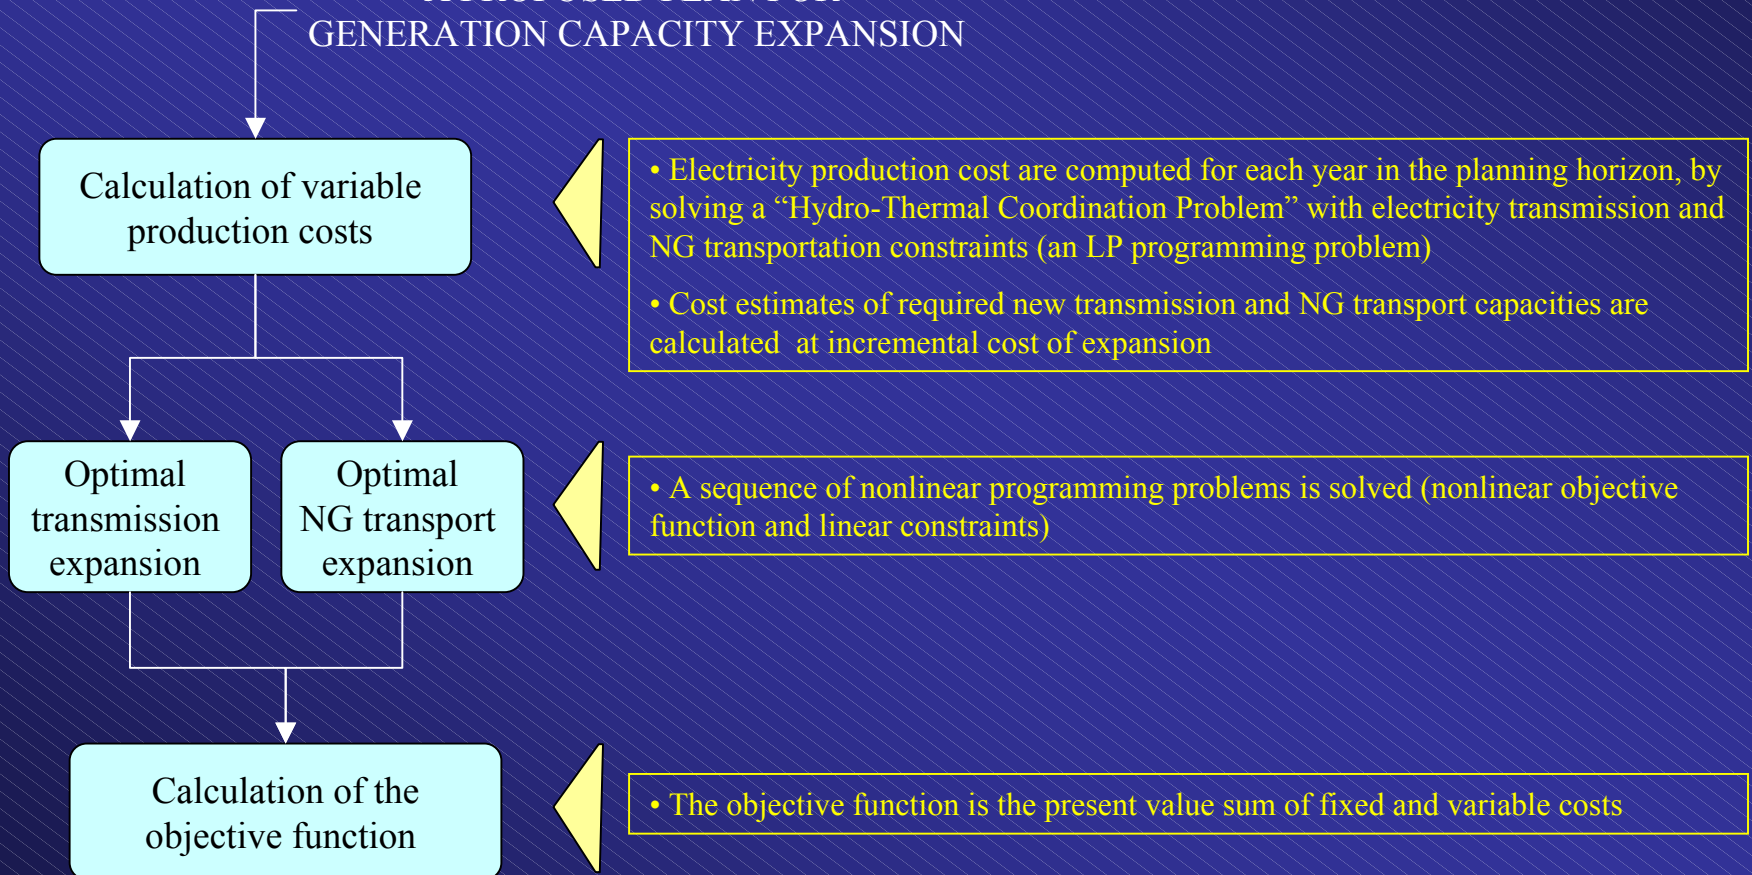 GENERATION CAPACITY EXPANSION
Calculation of variable
production costs
• Electricity production cost are computed for each year in the planning horizon, by
solving a “Hydro-Thermal Coordination Problem” with electricity transmission and
NG transportation constraints (an LP programming problem)
• Cost estimates of required new transmission and NG transport capacities are
calculated at incremental cost of expansion
Optimal
transmission
expansion
Optimal
NG transport
expansion
• A sequence of nonlinear programming problems is solved (nonlinear objective
function and linear constraints)
Calculation of the
objective function
• The objective function is the present value sum of fixed and variable costs